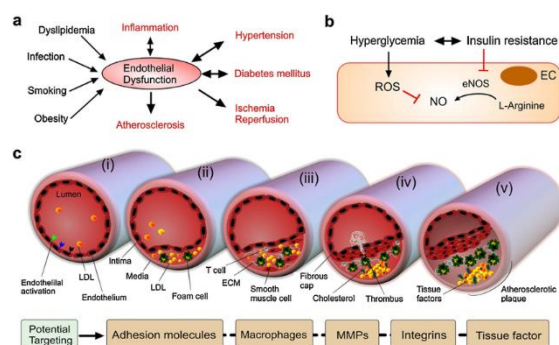 a
Dyslipidemia
Inflammation
Hypertension
Infection
Endothelial
Dysfunction
Diabetes mellitus
Smoking
Obesity
Atherosclerosis
Ischemia
Reperfusion
b
Hyperglycemia
Insulin resistance
ROS
eNOS
EC
NO
L-Arginine
c
(i)
(ii)
(iii)
(iv)
(v)
Lumen
Endothelilal
activation
LDL
Endothelium
Intima
Media
LDL
Foam cell
T cell
ECM
Smooth
muscle cell
Fibrous
cap
Cholesterol
Thrombus
Tissue
factors
Atherosclerotic
plaque
Potential
Targeting
Adhesion molecules
Macrophages
MMPs
Integrins
Tissue factor